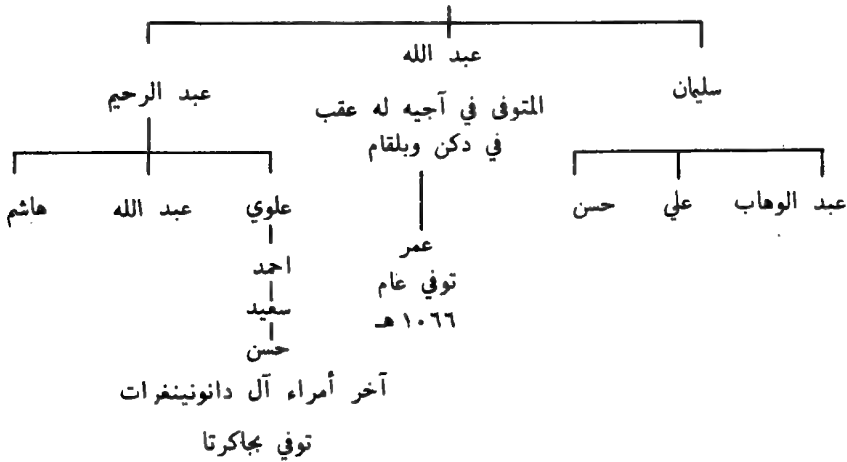 عبد الله
سليمان
عبد الرحيم
المتوفى في آجيه له عقب
في دكن وبلقام
عبد الوهاب
علي
حسن
علوي
عبد الله
هاشم
عمر
توفي عام
١٠٦٦ هـ
احمد
سعيد
حسن
آخر أمراء آل دانونينغرات
توفي بجاكرتا